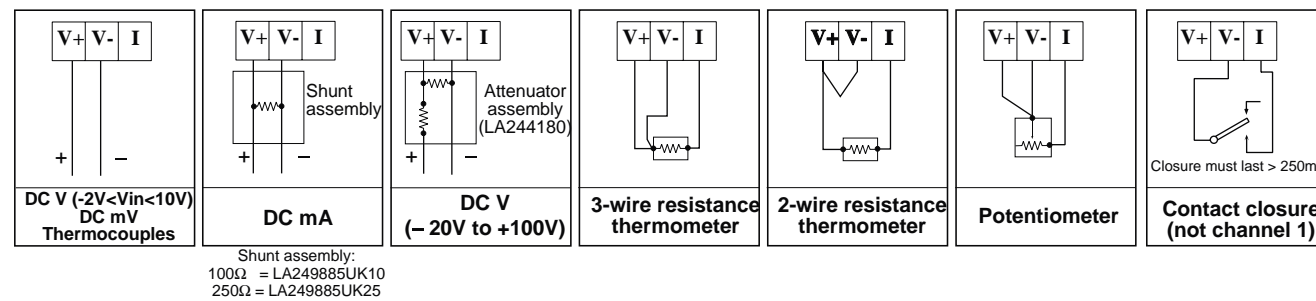 V+ V- I
+ –
DC V (-2V<Vin<10V)
DC mV
Thermocouples
V+ V- I
Shunt
assembly
+ –
DC mA
Shunt assembly:
100Ω = LA249885UK10
250Ω = LA249885UK25
V+ V- I
Attenuator
assembly
(LA244180)
+ –
DC V
(– 20V to +100V)
V+ V- I
3-wire resistance
thermometer
V+ V- I
2-wire resistance
thermometer
V+ V- I
Potentiometer
V+ V- I
Closure must last > 250m
Contact closure
(not channel 1)